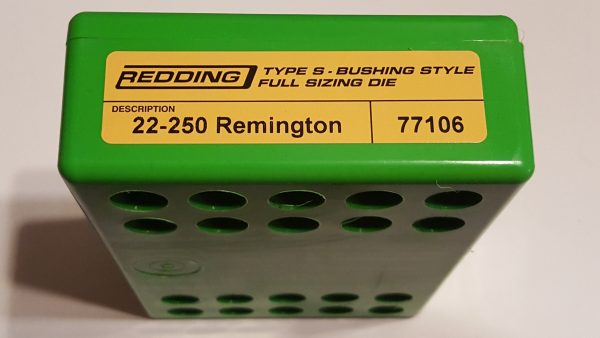 REDDING
TYPE S - BUSHING STYLE
FULL SIZING DIE
DESCRIPTION
22-250 Remington
77106